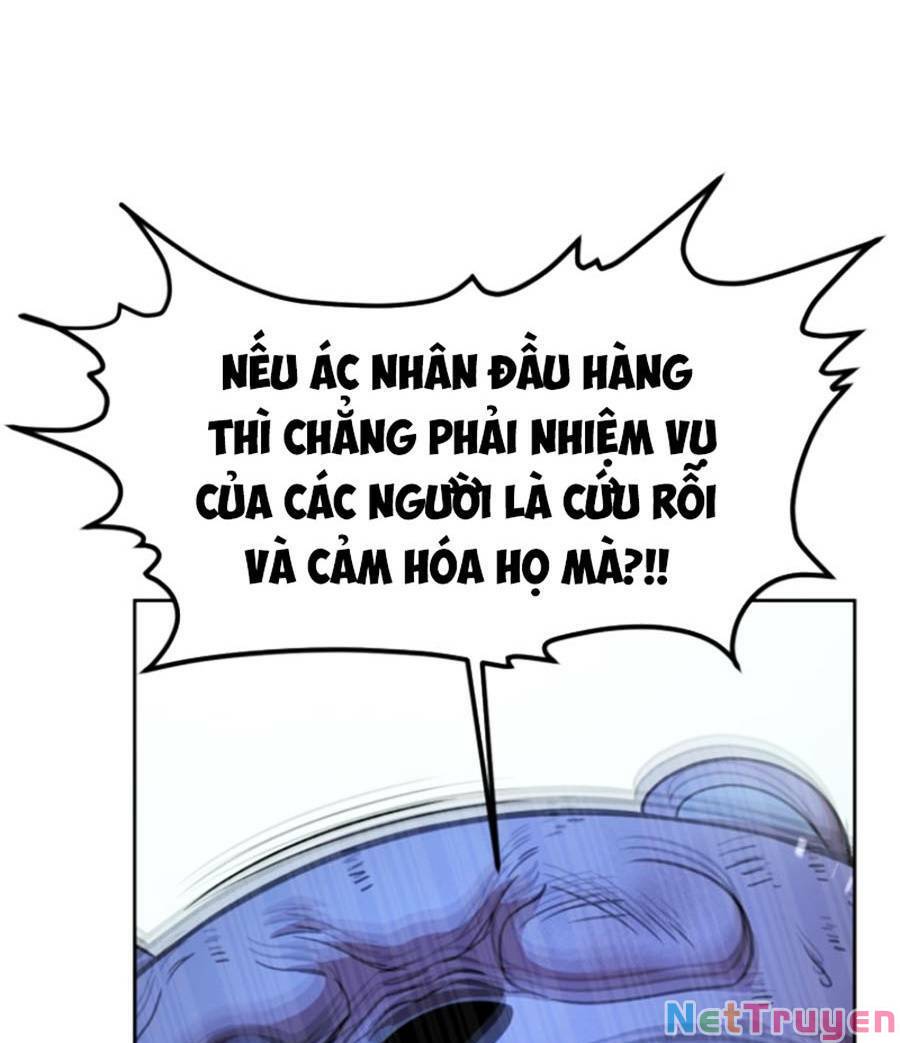 NẾU ÁC NHÂN ĐẦU HÀNG
THÌ CHẲNG PHẢI NHIỆM VỤ
CỦA CÁC NGƯỜI LÀ CỨU RỖI
VÀ CẢM HÓA HỌ MÀ?!!
NetTruyen